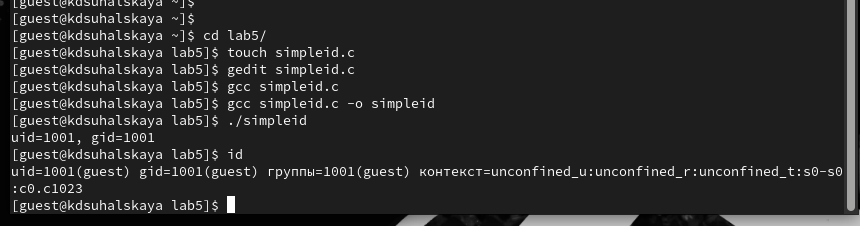 [guest@kdsuhalskaya ~]$
[guest@kdsuhalskaya ~]$
[guest@kdsuhalskaya ~]$ cd lab5/
[guest@kdsuhalskaya lab5]$ touch simpleid.c
[guest@kdsuhalskaya lab5]$ gedit simpleid.c
[guest@kdsuhalskaya lab5]$ gcc simpleid.c
[guest@kdsuhalskaya lab5]$ gcc simpleid.c -o simpleid
[guest@kdsuhalskaya lab5]$ ./simpleid
uid=1001, gid=1001
[guest@kdsuhalskaya lab5]$ id
uid=1001(guest) gid=1001(guest) группы=1001(guest) контекст=unconfined_u:unconfined_r:unconfined_t:s0-s0
:c0.c1023
[guest@kdsuhalskaya lab5]$